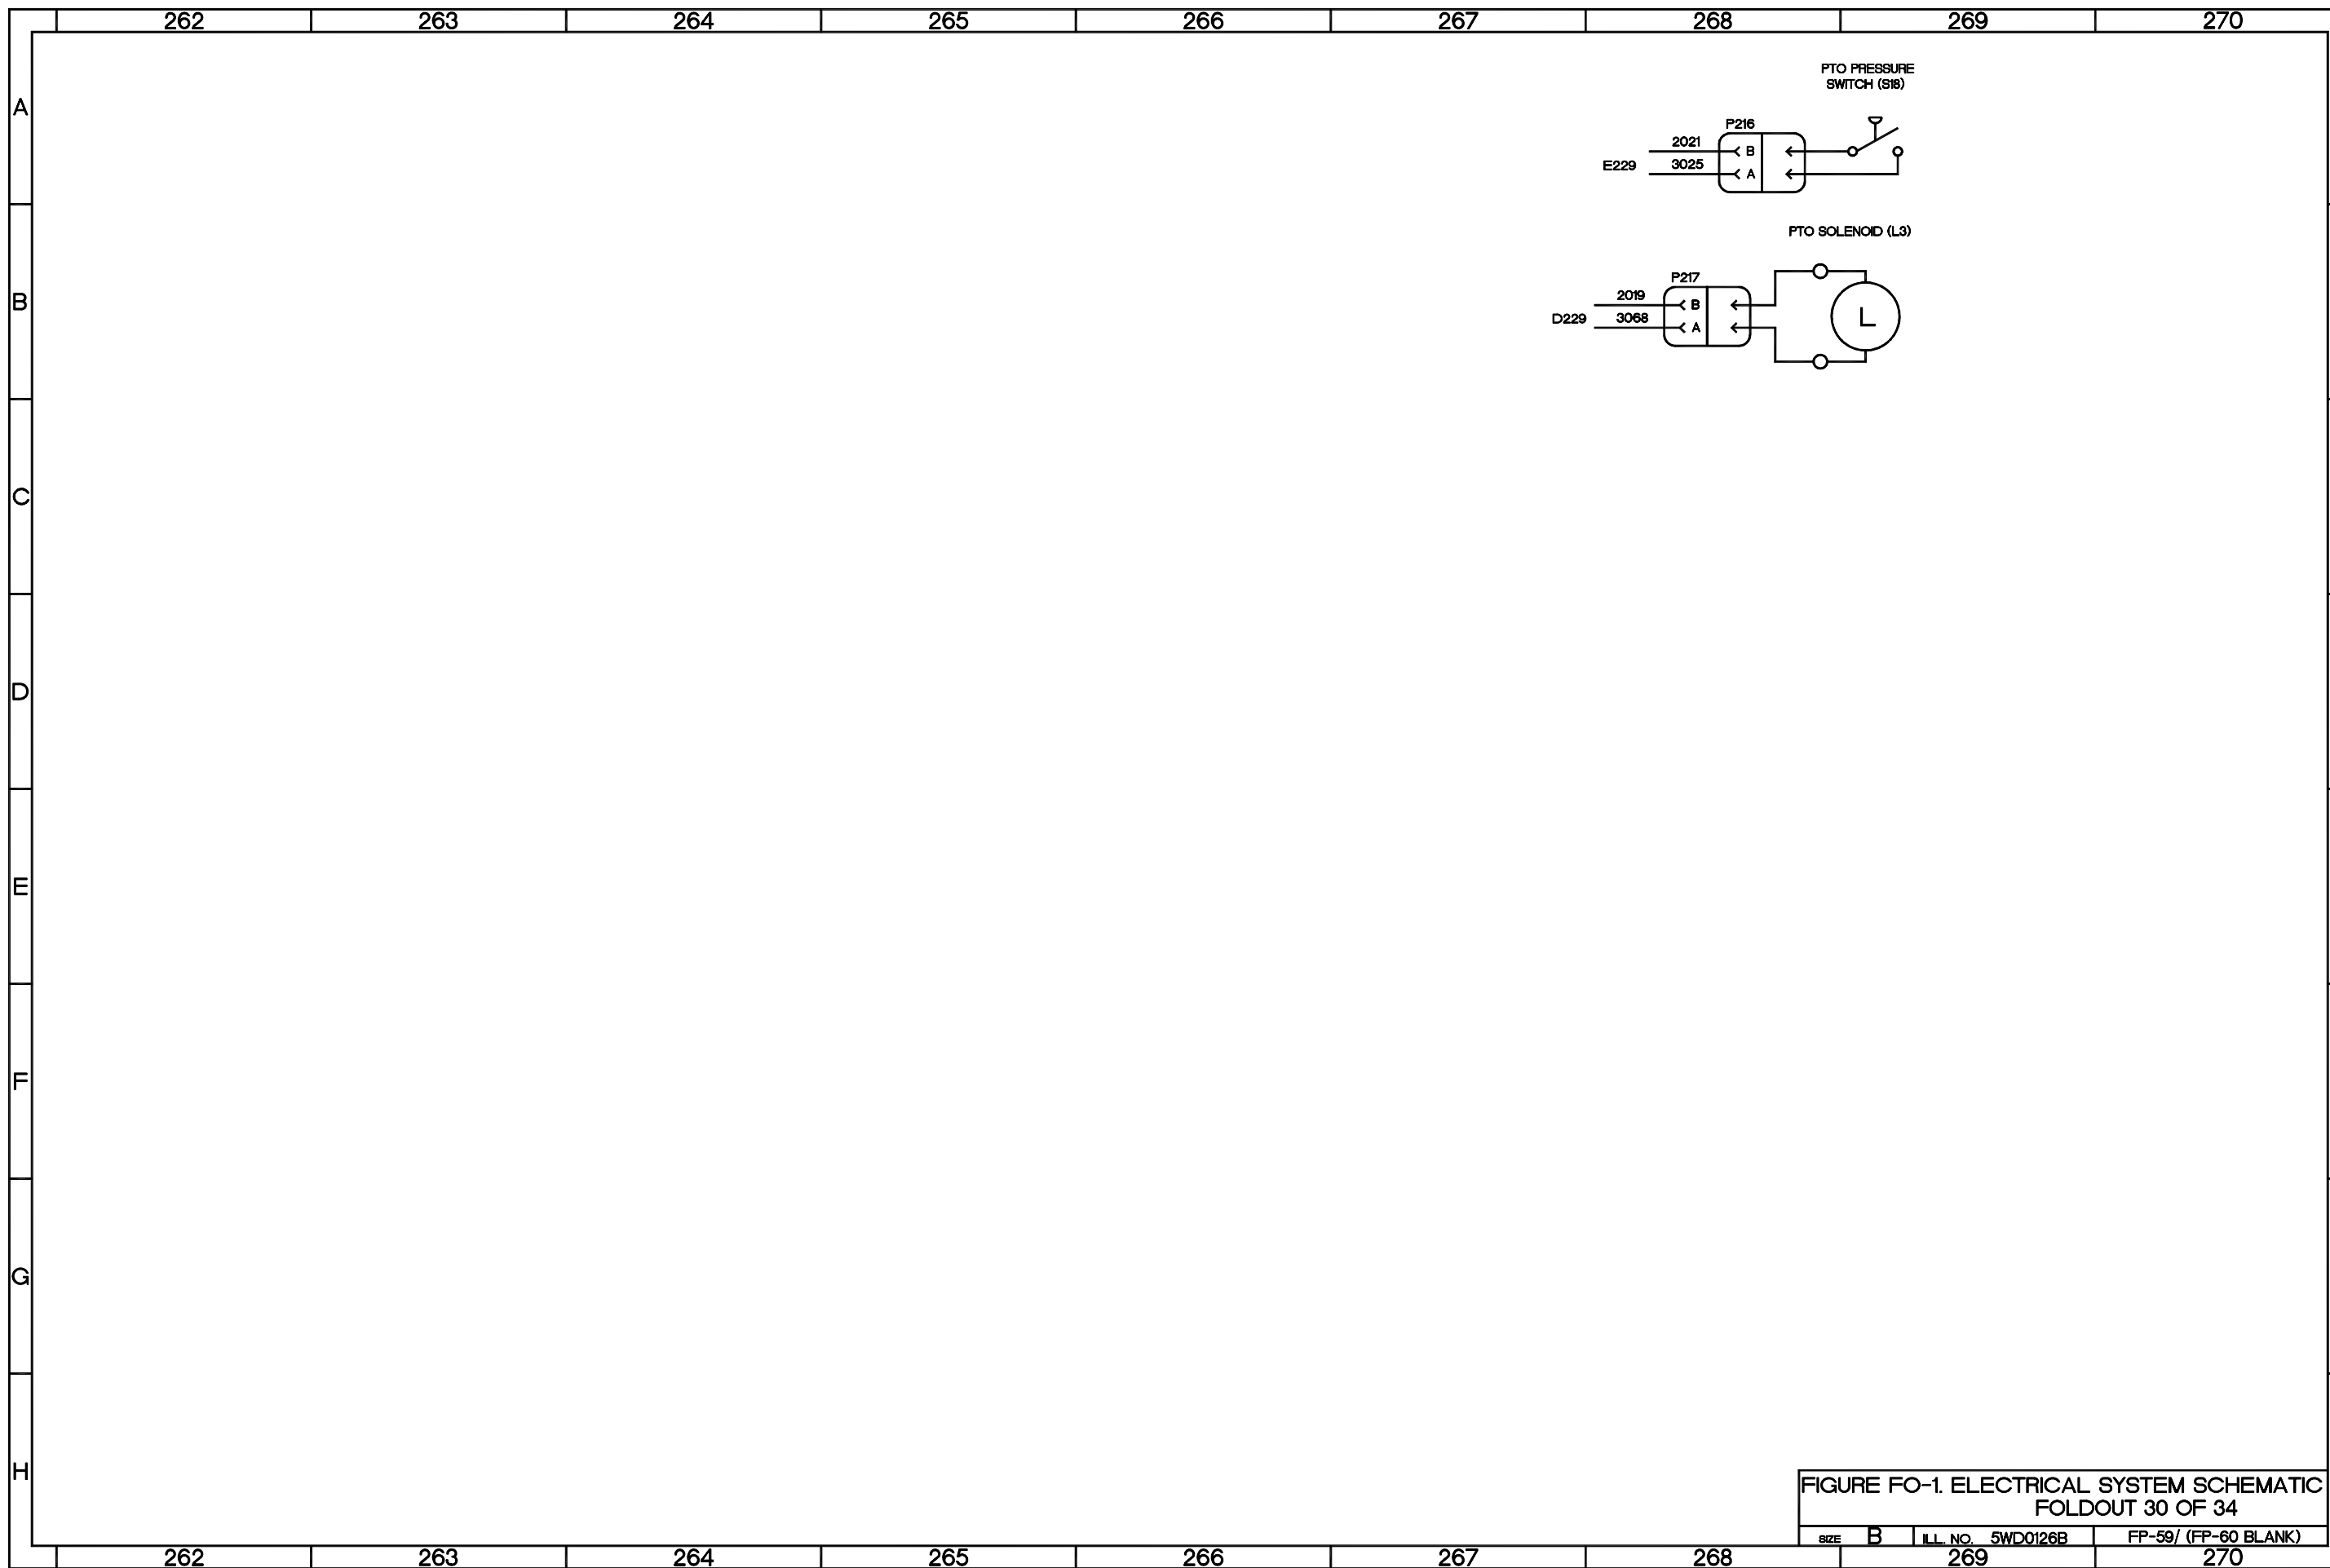 262 263 264 265 266 267 268 269 270
PTO PRESSURE
SWITCH (S18)
A
P216
2021 B
E229
3025 A
PTO SOLENOID (L3)
P217
B
2019 B
L
D229 3068 A
C
D
E
F
G
H
FIGURE FO-1. ELECTRICAL SYSTEM SCHEMATIC
FOLDOUT 30 OF 34
SIZE B ILL. NO. 5WD0126B FP-59/ (FP-60 BLANK)
262 263 264 265 266 267 268 269 270